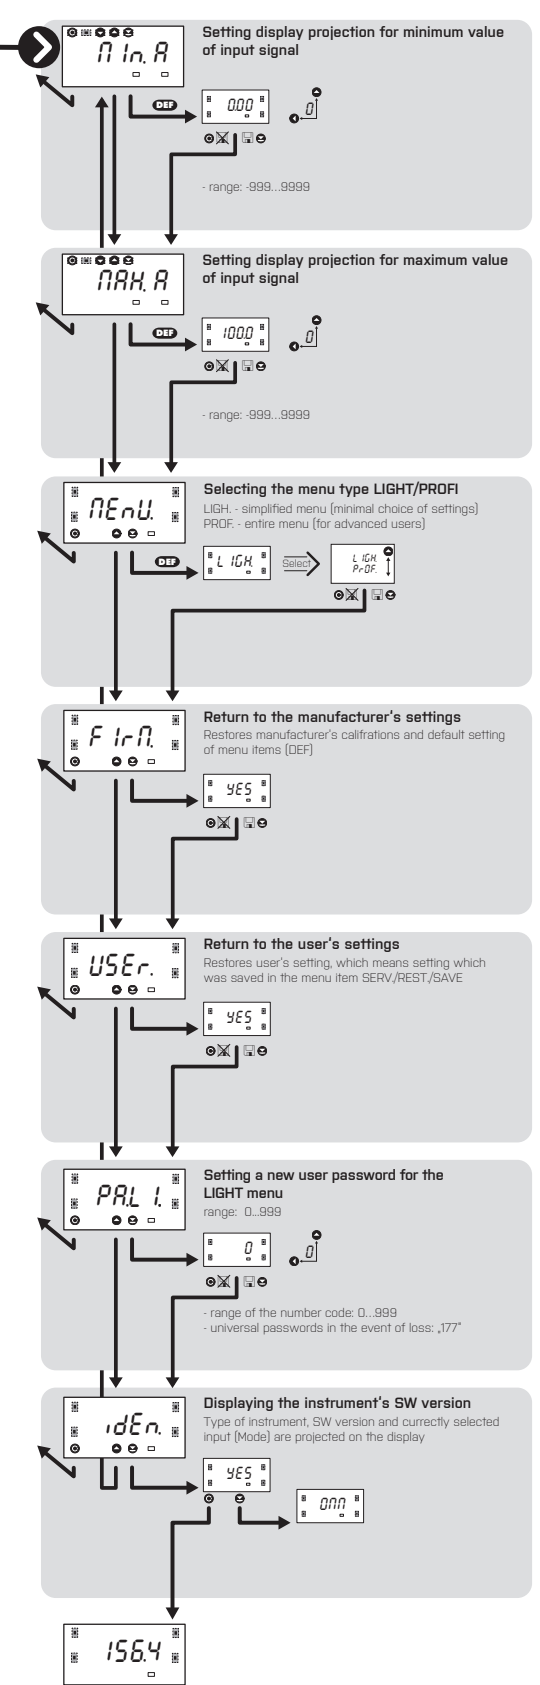 Setting display projection for minimum value
of input signal
MIn. A
DEF
0.00
0
- range: -999...9999
Setting display projection for maximum value
of input signal
MAH. A
DEF
100.0
0
- range: -999...9999
Selecting the menu type LIGHT/PROFI
LIGH. - simplified menu (minimal choice of settings)
PROF. - entire menu (for advanced users)
MEnU.
DEF
LIGH.
Select
LIGH.
PrOF.
Return to the manufacturer's settings
Restores manufacturer's califrations and default setting
of menu items (DEF)
FIrM.
YES
Return to the user's settings
Restores user's setting, which means setting which
was saved in the menu item SERV./REST./SAVE
USEr.
YES
Setting a new user password for the
LIGHT menu
range: 0...999
PA.L I.
0
0
- range of the number code: 0...999
- universal passwords in the event of loss: „177“
Displaying the instrument's SW version
Type of instrument, SW version and currectly selected
input (Mode) are projected on the display
idEn.
YES
OMM
156.4